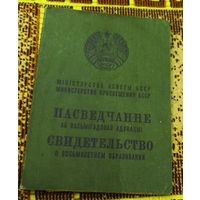 МІНІСТЭРСТВА АСВЕТЫ БССР
МИНИСТЕРСТВО ПРОСВЕЩЕНИЯ БССР
ПАСВЕДЧАННЕ
АБ ВАСЬМІГАДОВАЙ АДУКАЦЫІ
СВИДЕТЕЛЬСТВО
О ВОСЬМИЛЕТНЕМ ОБРАЗОВАНИИ